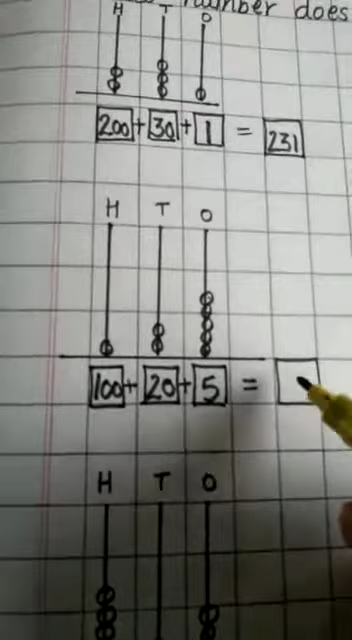 number does
H T O
200 + 30 + 1 = 231
H T O
100 + 20 + 5 =
H T O